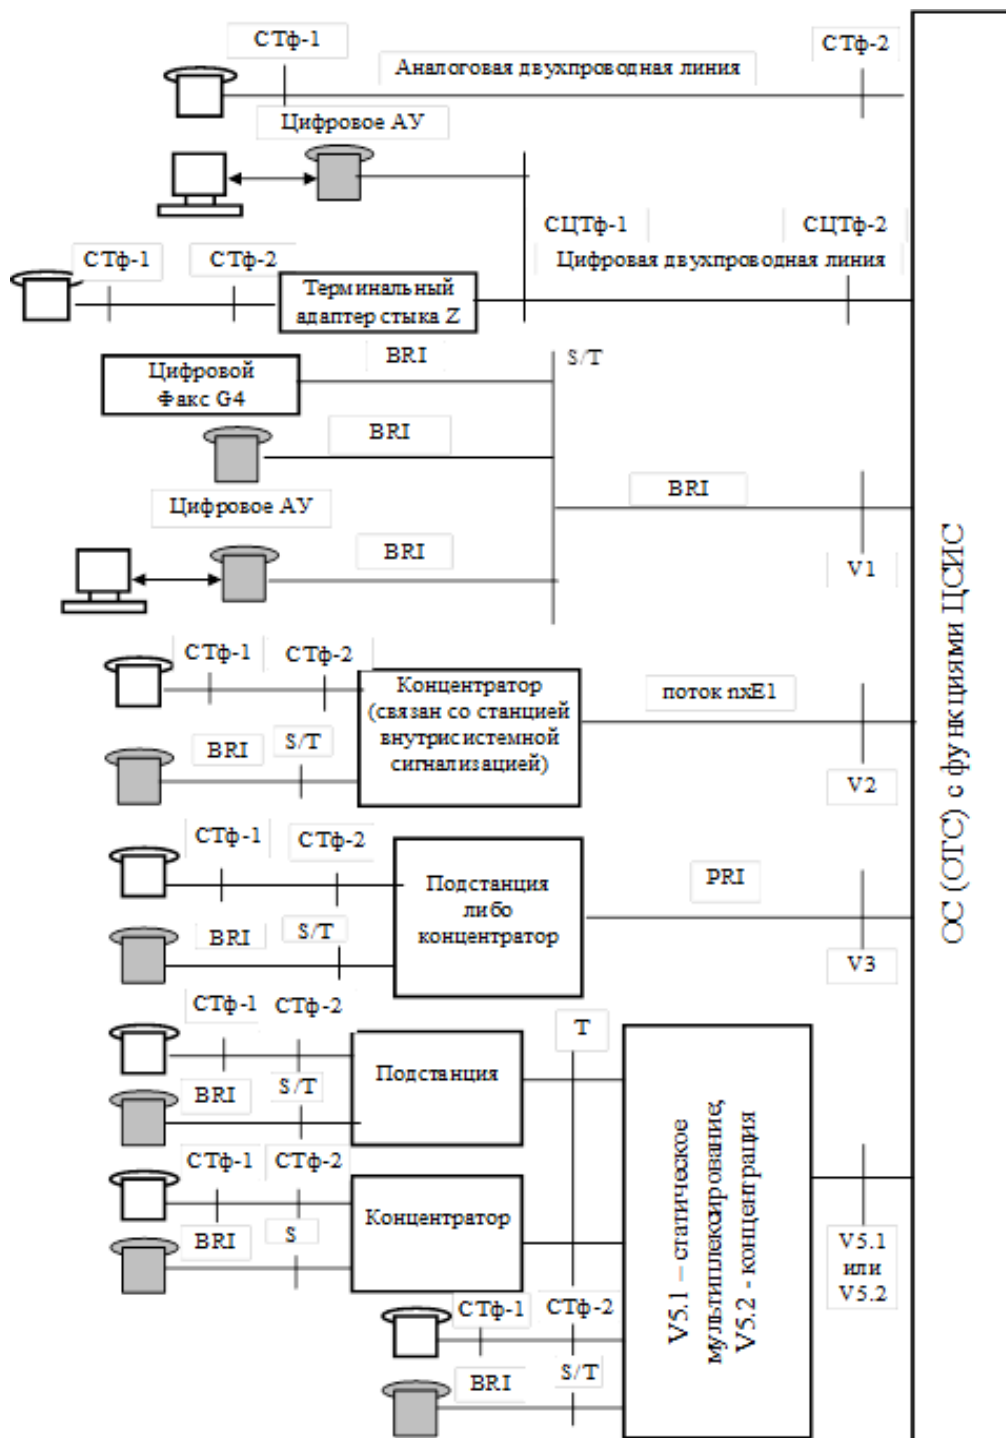 СТф-1
СТф-2
Аналоговая двухпроводная линия
Цифровое АУ
СЦТф-1
СЦТф-2
СТф-1
СТф-2
Цифровая двухпроводная линия
Терминальный
адаптер стыка Z
BRI
S/T
Цифровой
Факс G4
BRI
BRI
Цифровое АУ
BRI
V1
СТф-1
СТф-2
Концентратор
(связан со станцией
внутрисистемной
сигнализацией)
поток nxE1
BRI
S/T
V2
СТф-1
СТф-2
Подстанция
либо
концентратор
PRI
BRI
S/T
V3
СТф-1
СТф-2
T
Подстанция
BRI
S/T
СТф-1
СТф-2
Концентратор
BRI
S
V5.1 – статическое
мультиплексирование;
V5.2 - концентрация
V5.1
или
V5.2
СТф-1
СТф-2
BRI
S/T
ОС (ОТС) с функциями ЦСИС